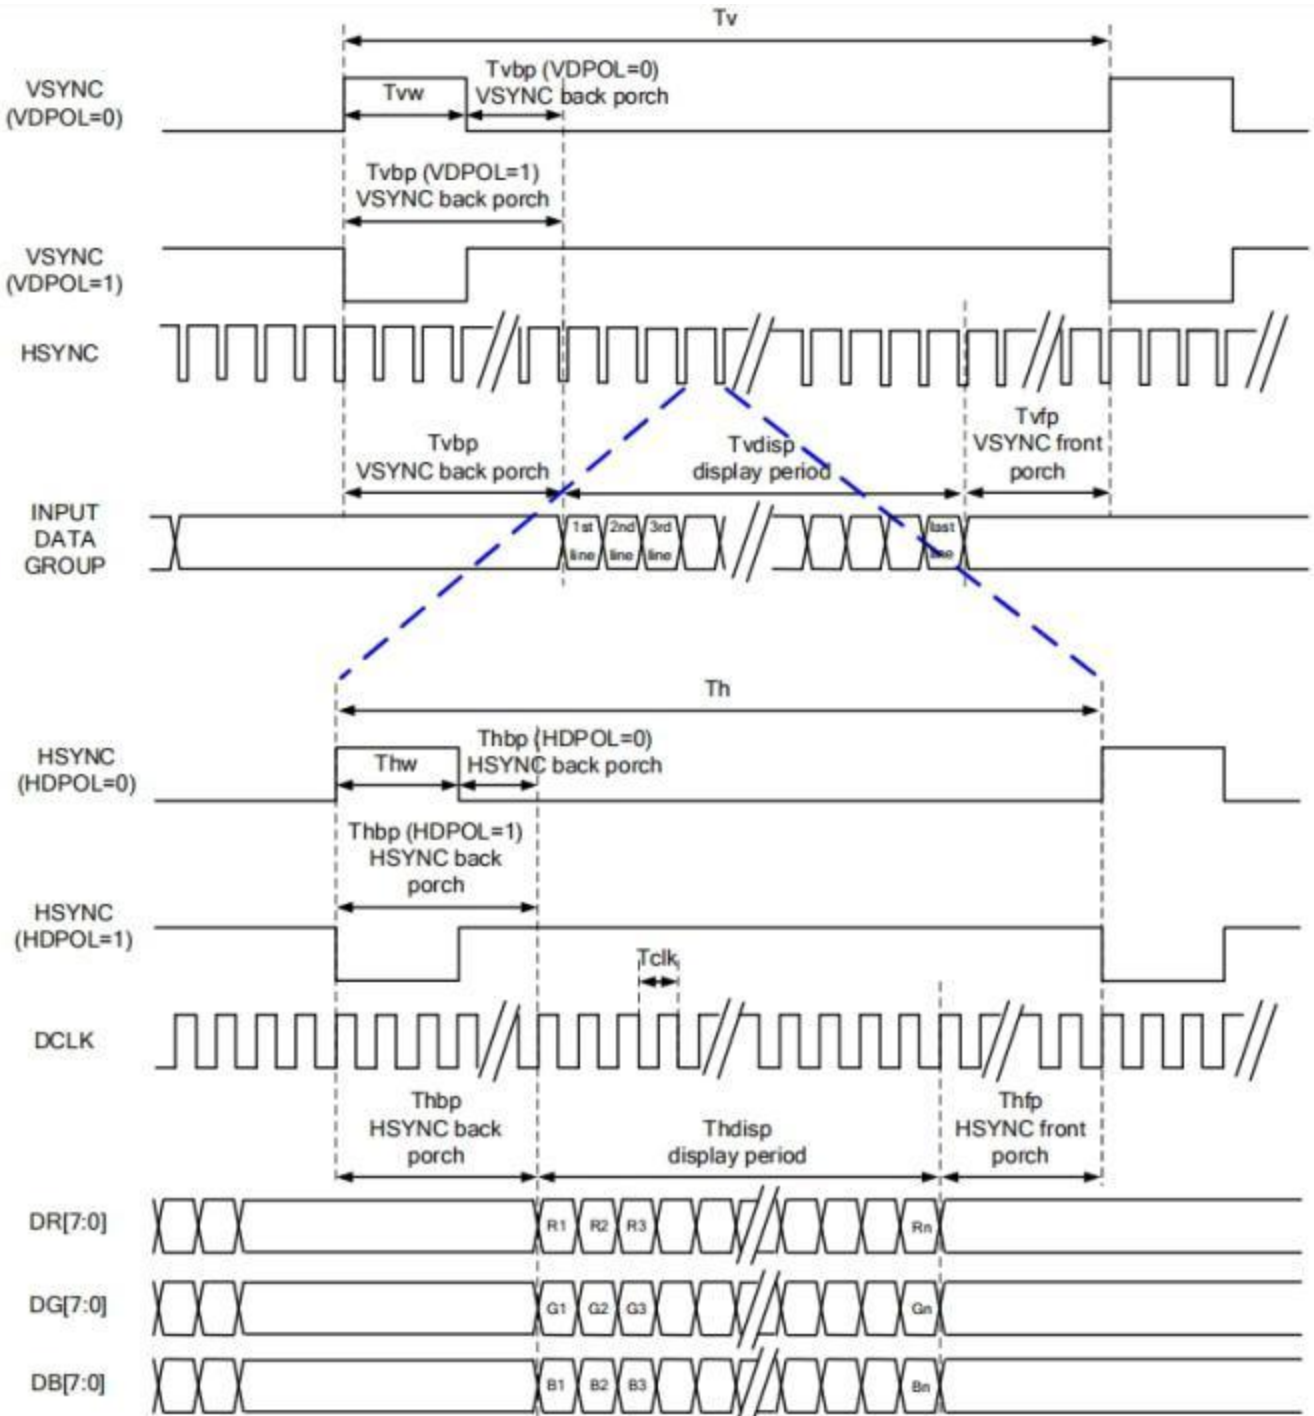 Tv
VSYNC
(VDPOL=0)
Tvw
Tvbp (VDPOL=0)
VSYNC back porch
Tvbp (VDPOL=1)
VSYNC back porch
VSYNC
(VDPOL=1)
HSYNC
Tvbp
VSYNC back porch
Tvdisp
display period
Tvfp
VSYNC front
porch
INPUT
DATA
GROUP
1st
line
2nd
line
3rd
line
last
line
Th
HSYNC
(HDPOL=0)
Thw
Thbp (HDPOL=0)
HSYNC back porch
Thbp (HDPOL=1)
HSYNC back
porch
HSYNC
(HDPOL=1)
Tclk
DCLK
Thbp
HSYNC back
porch
Thdisp
display period
Thfp
HSYNC front
porch
DR[7:0]
R1 R2 R3 Rn
DG[7:0]
G1 G2 G3 Gn
DB[7:0]
B1 B2 B3 Bn